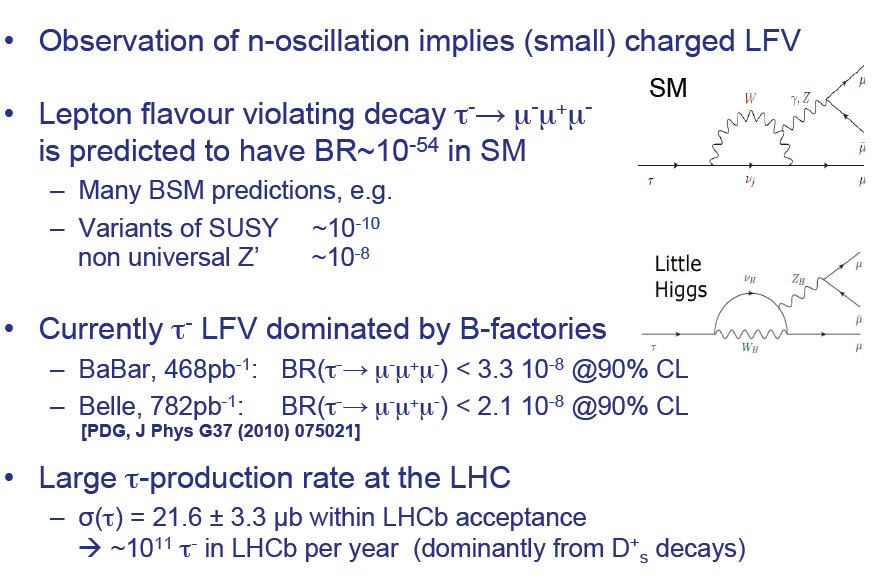 • Observation of n-oscillation implies (small) charged LFV
• Lepton flavour violating decay τ⁻→ μ⁻μ⁺μ⁻
is predicted to have BR~10⁻⁵⁴ in SM
– Many BSM predictions, e.g.
– Variants of SUSY ~10⁻¹⁰
non universal Z’ ~10⁻⁸
SM
W
γ, Z
μ
μ̄
τ
νj
μ
Little
Higgs
νH
ZH
μ
μ̄
τ
WH
μ
• Currently τ⁻ LFV dominated by B-factories
– BaBar, 468pb⁻¹: BR(τ⁻→ μ⁻μ⁺μ⁻) < 3.3 10⁻⁸ @90% CL
– Belle, 782pb⁻¹: BR(τ⁻→ μ⁻μ⁺μ⁻) < 2.1 10⁻⁸ @90% CL
[PDG, J Phys G37 (2010) 075021]
• Large τ-production rate at the LHC
– σ(τ) = 21.6 ± 3.3 μb within LHCb acceptance
→ ~10¹¹ τ⁻ in LHCb per year (dominantly from D⁺ₛ decays)